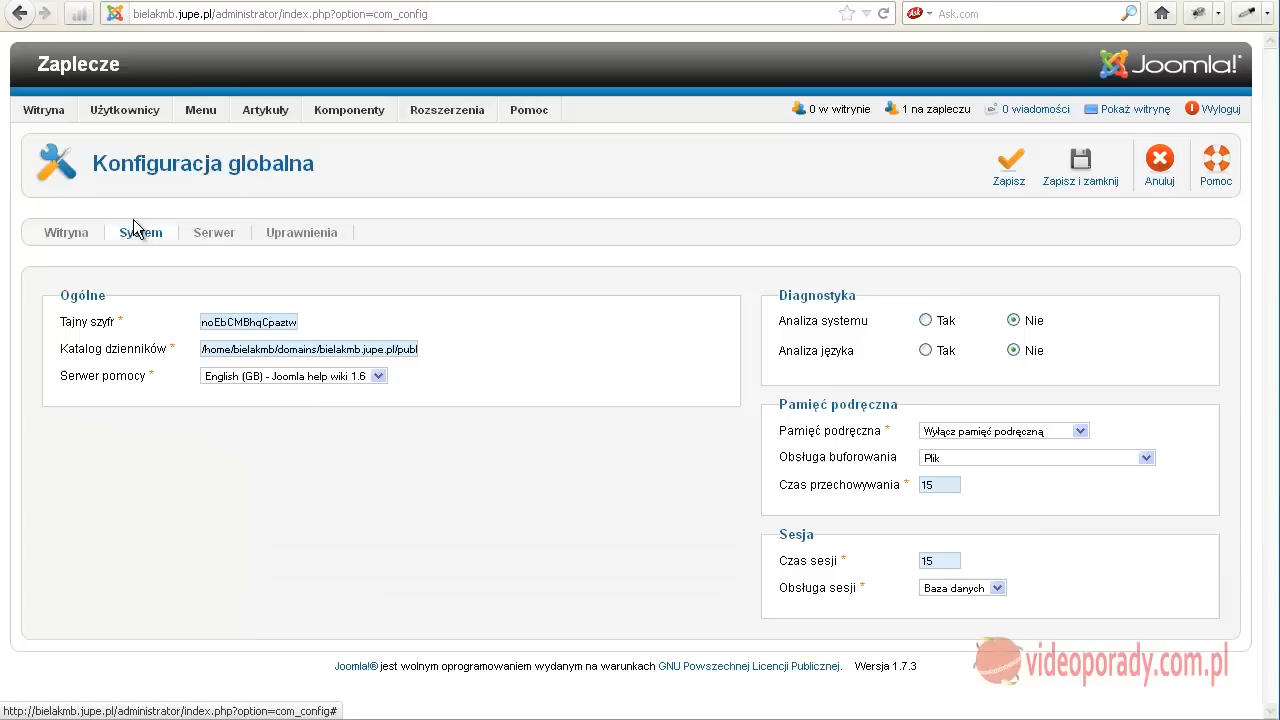 bielakmb.jupe.pl/administrator/index.php?option=com_config
ask Ask.com
Zaplecze
Joomla!
Witryna Użytkownicy Menu Artykuły Komponenty Rozszerzenia Pomoc
0 w witrynie 1 na zapleczu 0 wiadomości Pokaż witrynę Wyloguj
Konfiguracja globalna
Zapisz Zapisz i zamknij Anuluj Pomoc
Witryna System Serwer Uprawnienia
Ogólne
Tajny szyfr * noEbCMBhqCpaztw
Katalog dzienników * /home/bielakmb/domains/bielakmb.jupe.pl/publ
Serwer pomocy * English (GB) - Joomla help wiki 1.6
Diagnostyka
Analiza systemu Tak Nie
Analiza języka Tak Nie
Pamięć podręczna
Pamięć podręczna * Wyłącz pamięć podręczną
Obsługa buforowania Plik
Czas przechowywania * 15
Sesja
Czas sesji * 15
Obsługa sesji * Baza danych
Joomla!® jest wolnym oprogramowaniem wydanym na warunkach GNU Powszechnej Licencji Publicznej. Wersja 1.7.3
videoporady.com.pl
http://bielakmb.jupe.pl/administrator/index.php?option=com_config#